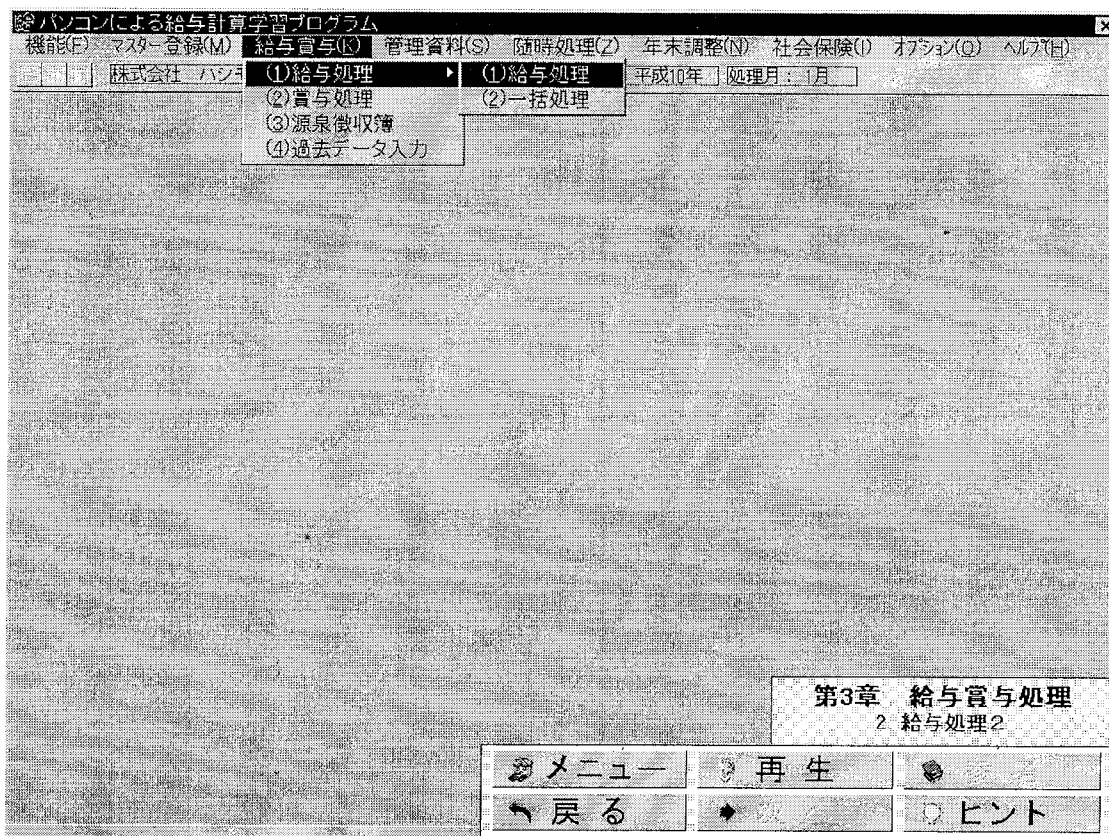 パソコンによる給与計算学習プログラム
機能(F) マスター登録(M) 給与賞与(K) 管理資料(S) 随時処理(Z) 年末調整(N) 社会保険(I) オプション(O) ヘルプ(H)
株式会社 ハシモ 平成10年 処理月: 1月
(1)給与処理 (1)給与処理
(2)賞与処理 (2)一括処理
(3)源泉徴収簿
(4)過去データ入力
第3章 給与賞与処理
2 給与処理2
メニュー 再生
戻る ヒント